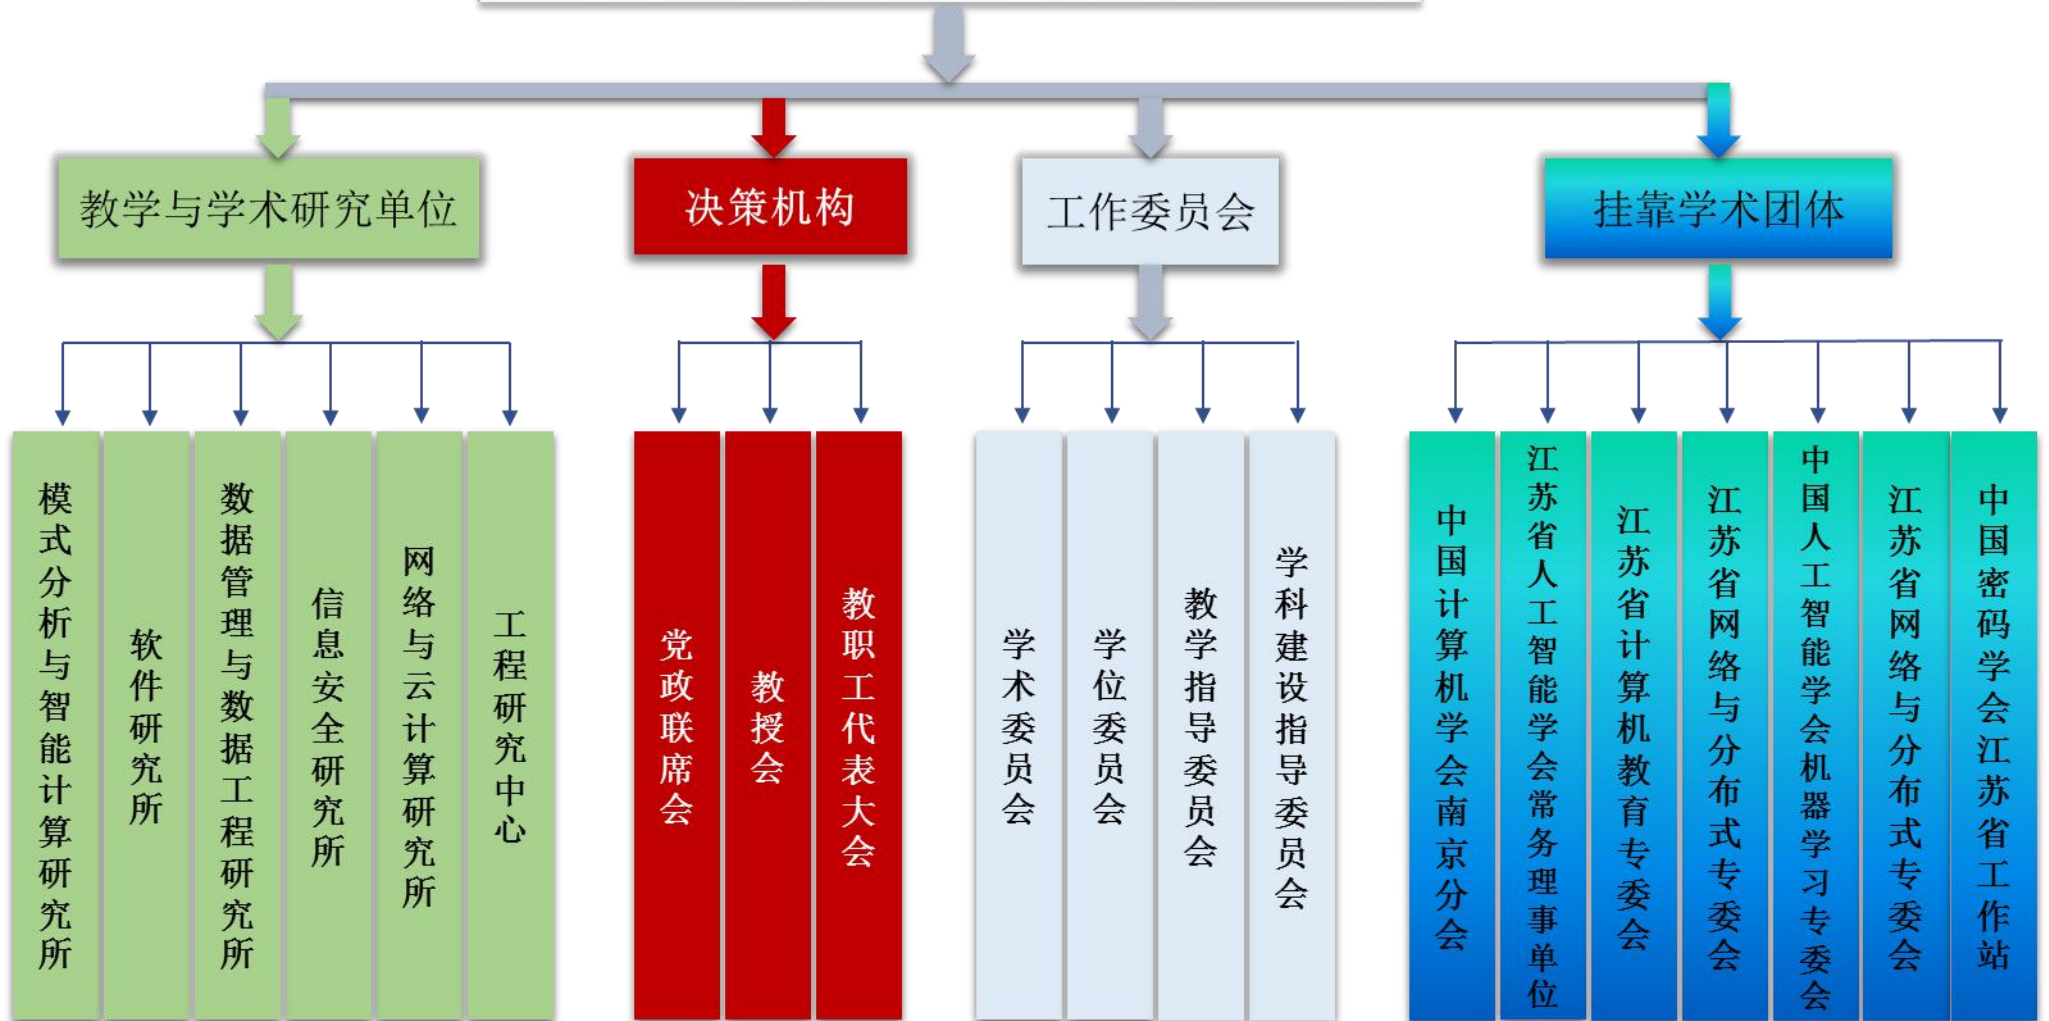 教学与学术研究单位
决策机构
工作委员会
挂靠学术团体
模式分析与智能计算研究所
软件研究所
数据管理与数据工程研究所
信息安全研究所
网络与云计算研究所
工程研究中心
党政联席会
教授会
教职工代表大会
学术委员会
学位委员会
教学指导委员会
学科建设指导委员会
中国计算机学会南京分会
江苏省人工智能学会常务理事单位
江苏省计算机教育专委会
江苏省网络与分布式专委会
中国人工智能学会机器学习专委会
江苏省网络与分布式专委会
中国密码学会江苏省工作站